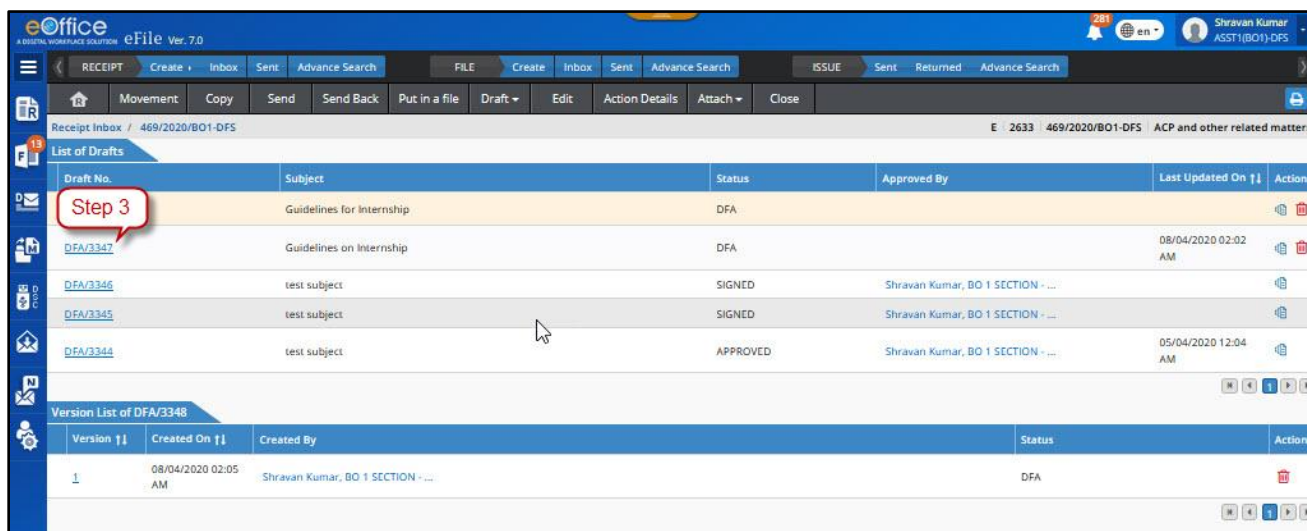 eOffice
A DIGITAL WORKPLACE SOLUTION eFile Ver. 7.0
281 en Shravan Kumar
ASST1(BO1)-DFS
RECEIPT Create Inbox Sent Advance Search FILE Create Inbox Sent Advance Search ISSUE Sent Returned Advance Search
R Movement Copy Send Send Back Put in a file Draft Edit Action Details Attach Close
Receipt Inbox / 469/2020/BO1-DFS E 2633 469/2020/BO1-DFS ACP and other related matter
13
List of Drafts
Draft No. Subject Status Approved By Last Updated On Action
Step 3 Guidelines for Internship DFA
DFA/3347 Guidelines on Internship DFA 08/04/2020 02:02
AM
DFA/3346 test subject SIGNED Shravan Kumar, BO 1 SECTION - ...
DFA/3345 test subject SIGNED Shravan Kumar, BO 1 SECTION - ...
DFA/3344 test subject APPROVED Shravan Kumar, BO 1 SECTION - ... 05/04/2020 12:04
AM
1
Version List of DFA/3348
Version Created On Created By Status Action
1 08/04/2020 02:05
AM Shravan Kumar, BO 1 SECTION - ... DFA
1
R
F
D
M
DSC
N